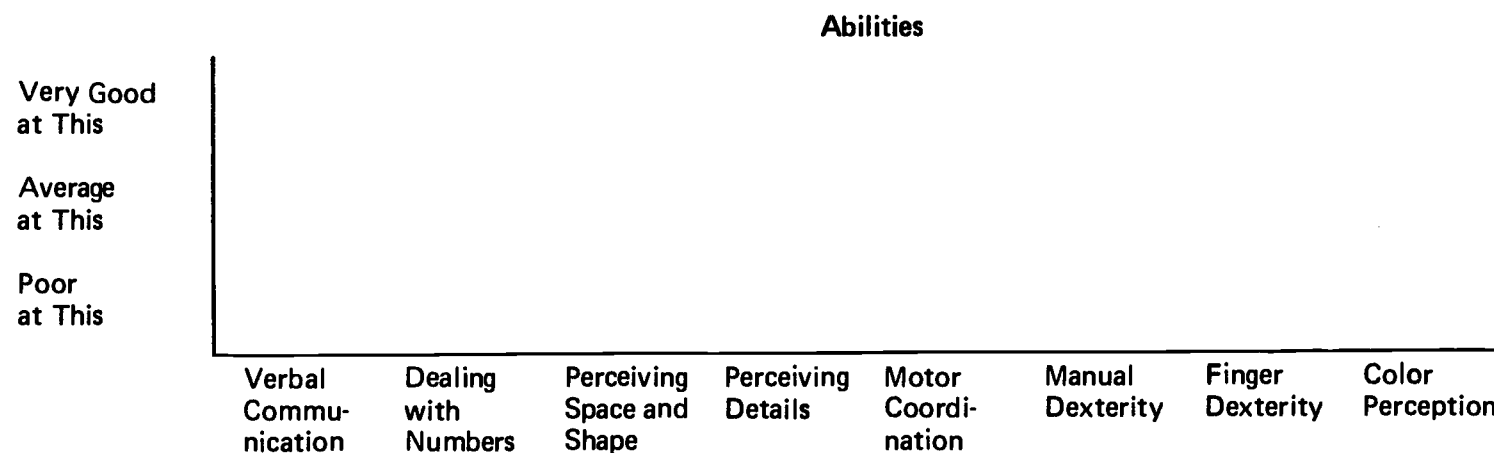 Abilities
Very Good
at This
Average
at This
Poor
at This
Verbal
Commu-
nication
Dealing
with
Numbers
Perceiving
Space and
Shape
Perceiving
Details
Motor
Coordi-
nation
Manual
Dexterity
Finger
Dexterity
Color
Perception